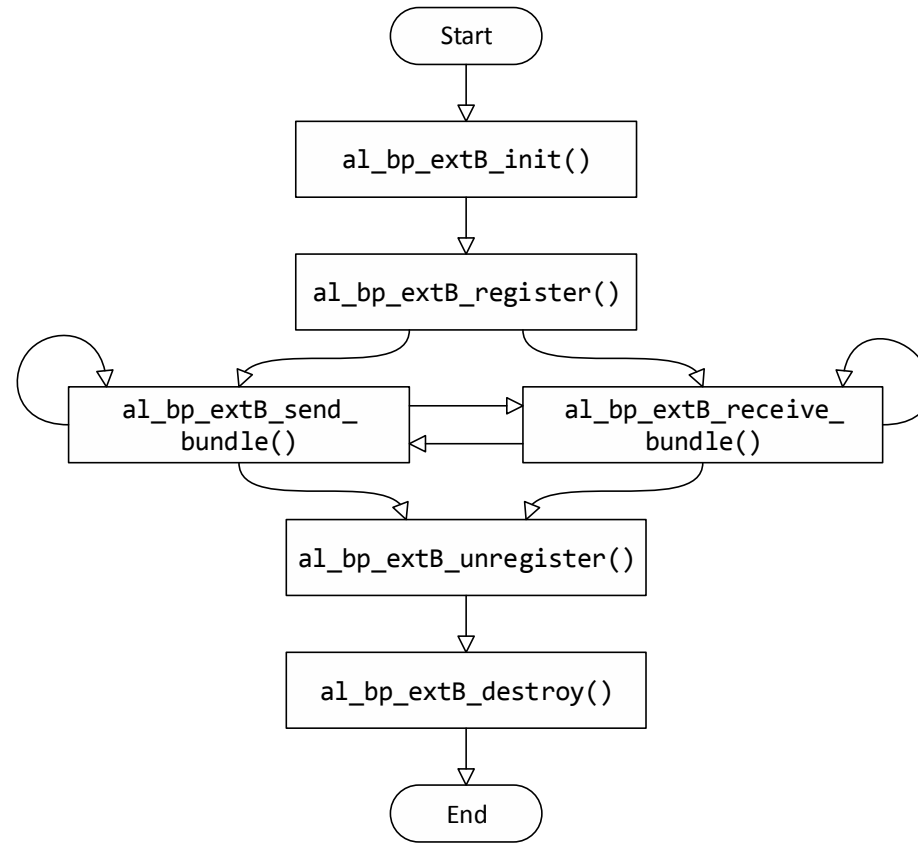 Start
al_bp_extB_init()
al_bp_extB_register()
al_bp_extB_send_
bundle()
al_bp_extB_receive_
bundle()
al_bp_extB_unregister()
al_bp_extB_destroy()
End